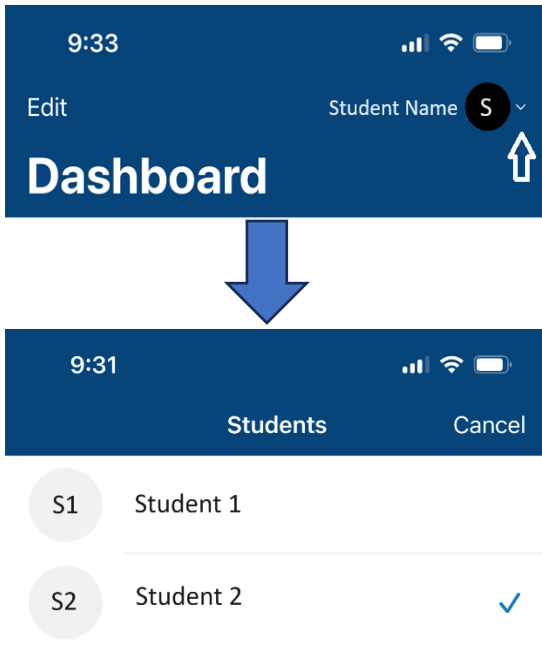 9:33
Edit Student Name S
Dashboard
9:31
Students Cancel
S1 Student 1
S2 Student 2